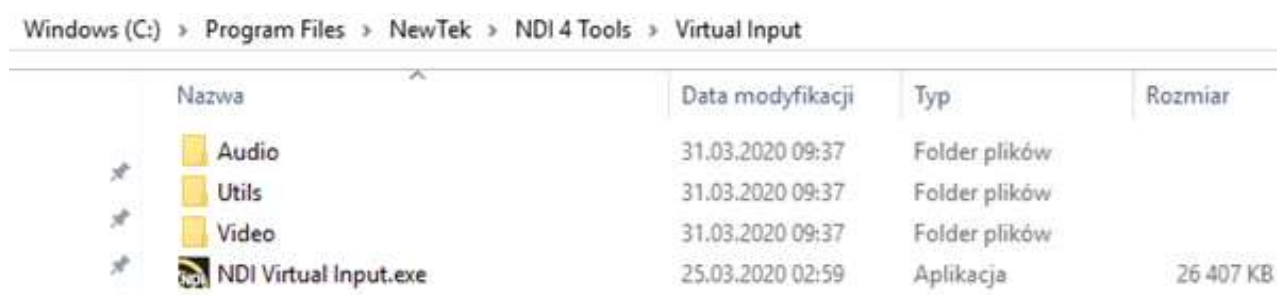 Windows (C:) > Program Files > NewTek > NDI 4 Tools > Virtual Input
Nazwa Data modyfikacji Typ Rozmiar
Audio 31.03.2020 09:37 Folder plików
Utils 31.03.2020 09:37 Folder plików
Video 31.03.2020 09:37 Folder plików
NDI Virtual Input.exe 25.03.2020 02:59 Aplikacja 26 407 KB